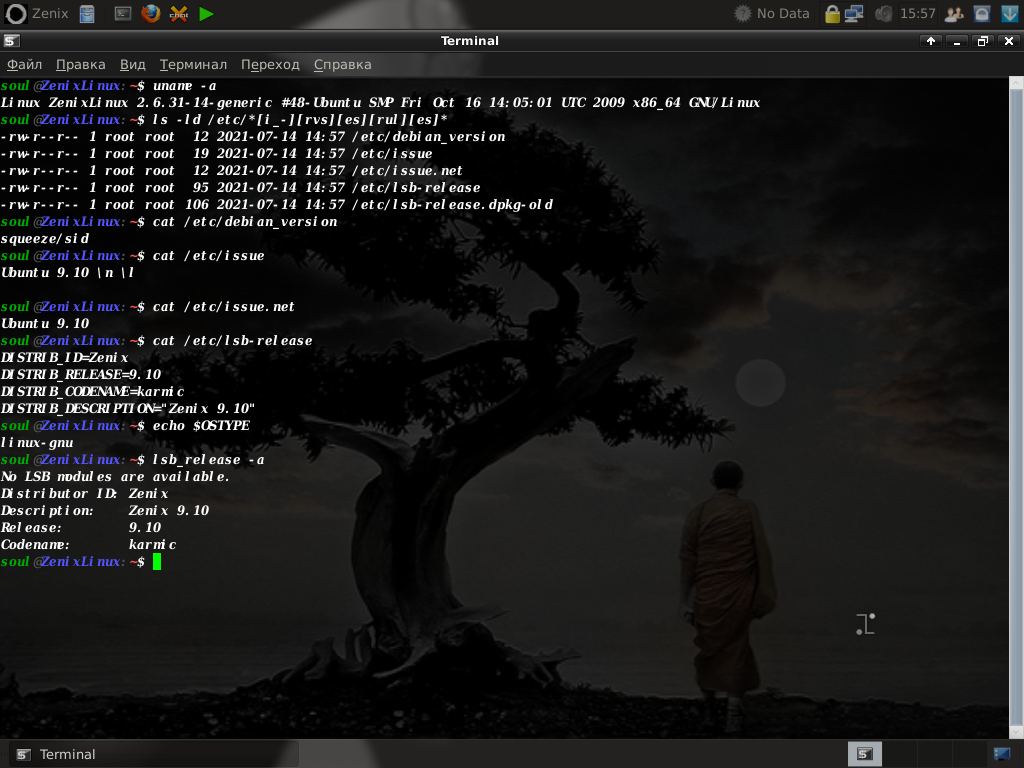 Zenix
No Data
15:57
Terminal
Файл Правка Вид Терминал Переход Справка
soul@ZenixLinux:~$ uname -a
Linux ZenixLinux 2.6.31-14-generic #48-Ubuntu SMP Fri Oct 16 14:05:01 UTC 2009 x86_64 GNU/Linux
soul@ZenixLinux:~$ ls -ld /etc/*[i_-][rvs][es][rul][es]*
-rw-r--r-- 1 root root  12 2021-07-14 14:57 /etc/debian_version
-rw-r--r-- 1 root root  19 2021-07-14 14:57 /etc/issue
-rw-r--r-- 1 root root  12 2021-07-14 14:57 /etc/issue.net
-rw-r--r-- 1 root root  95 2021-07-14 14:57 /etc/lsb-release
-rw-r--r-- 1 root root 106 2021-07-14 14:57 /etc/lsb-release.dpkg-old
soul@ZenixLinux:~$ cat /etc/debian_version
squeeze/sid
soul@ZenixLinux:~$ cat /etc/issue
Ubuntu 9.10 \n \l
soul@ZenixLinux:~$ cat /etc/issue.net
Ubuntu 9.10
soul@ZenixLinux:~$ cat /etc/lsb-release
DISTRIB_ID=Zenix
DISTRIB_RELEASE=9.10
DISTRIB_CODENAME=karmic
DISTRIB_DESCRIPTION="Zenix 9.10"
soul@ZenixLinux:~$ echo $OSTYPE
linux-gnu
soul@ZenixLinux:~$ lsb_release -a
No LSB modules are available.
Distributor ID: Zenix
Description:    Zenix 9.10
Release:        9.10
Codename:       karmic
soul@ZenixLinux:~$
Terminal